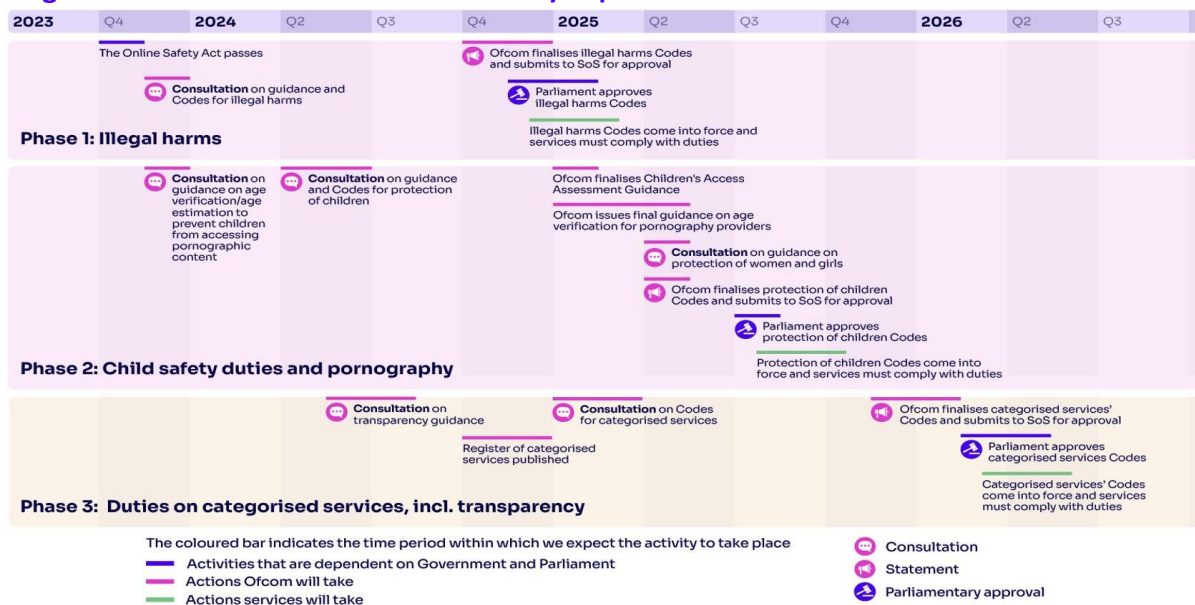 2023 Q4 2024 Q2 Q3 Q4 2025 Q2 Q3 Q4 2026 Q2 Q3
The Online Safety Act passes
Consultation on guidance and
Codes for illegal harms
Ofcom finalises illegal harms Codes
and submits to SoS for approval
Parliament approves
illegal harms Codes
Illegal harms Codes come into force and
services must comply with duties
Phase 1: Illegal harms
Consultation on
guidance on age
verification/age
estimation to
prevent children
from accessing
pornographic
content
Consultation on guidance
and Codes for protection
of children
Ofcom finalises Children's Access
Assessment Guidance
Ofcom issues final guidance on age
verification for pornography providers
Consultation on guidance on
protection of women and girls
Ofcom finalises protection of children
Codes and submits to SoS for approval
Parliament approves
protection of children Codes
Protection of children Codes come into
force and services must comply with duties
Phase 2: Child safety duties and pornography
Consultation on
transparency guidance
Register of categorised
services published
Consultation on Codes
for categorised services
Ofcom finalises categorised services'
Codes and submits to SoS for approval
Parliament approves
categorised services Codes
Categorised services' Codes
come into force and services
must comply with duties
Phase 3: Duties on categorised services, incl. transparency
The coloured bar indicates the time period within which we expect the activity to take place
Activities that are dependent on Government and Parliament
Actions Ofcom will take
Actions services will take
Consultation
Statement
Parliamentary approval